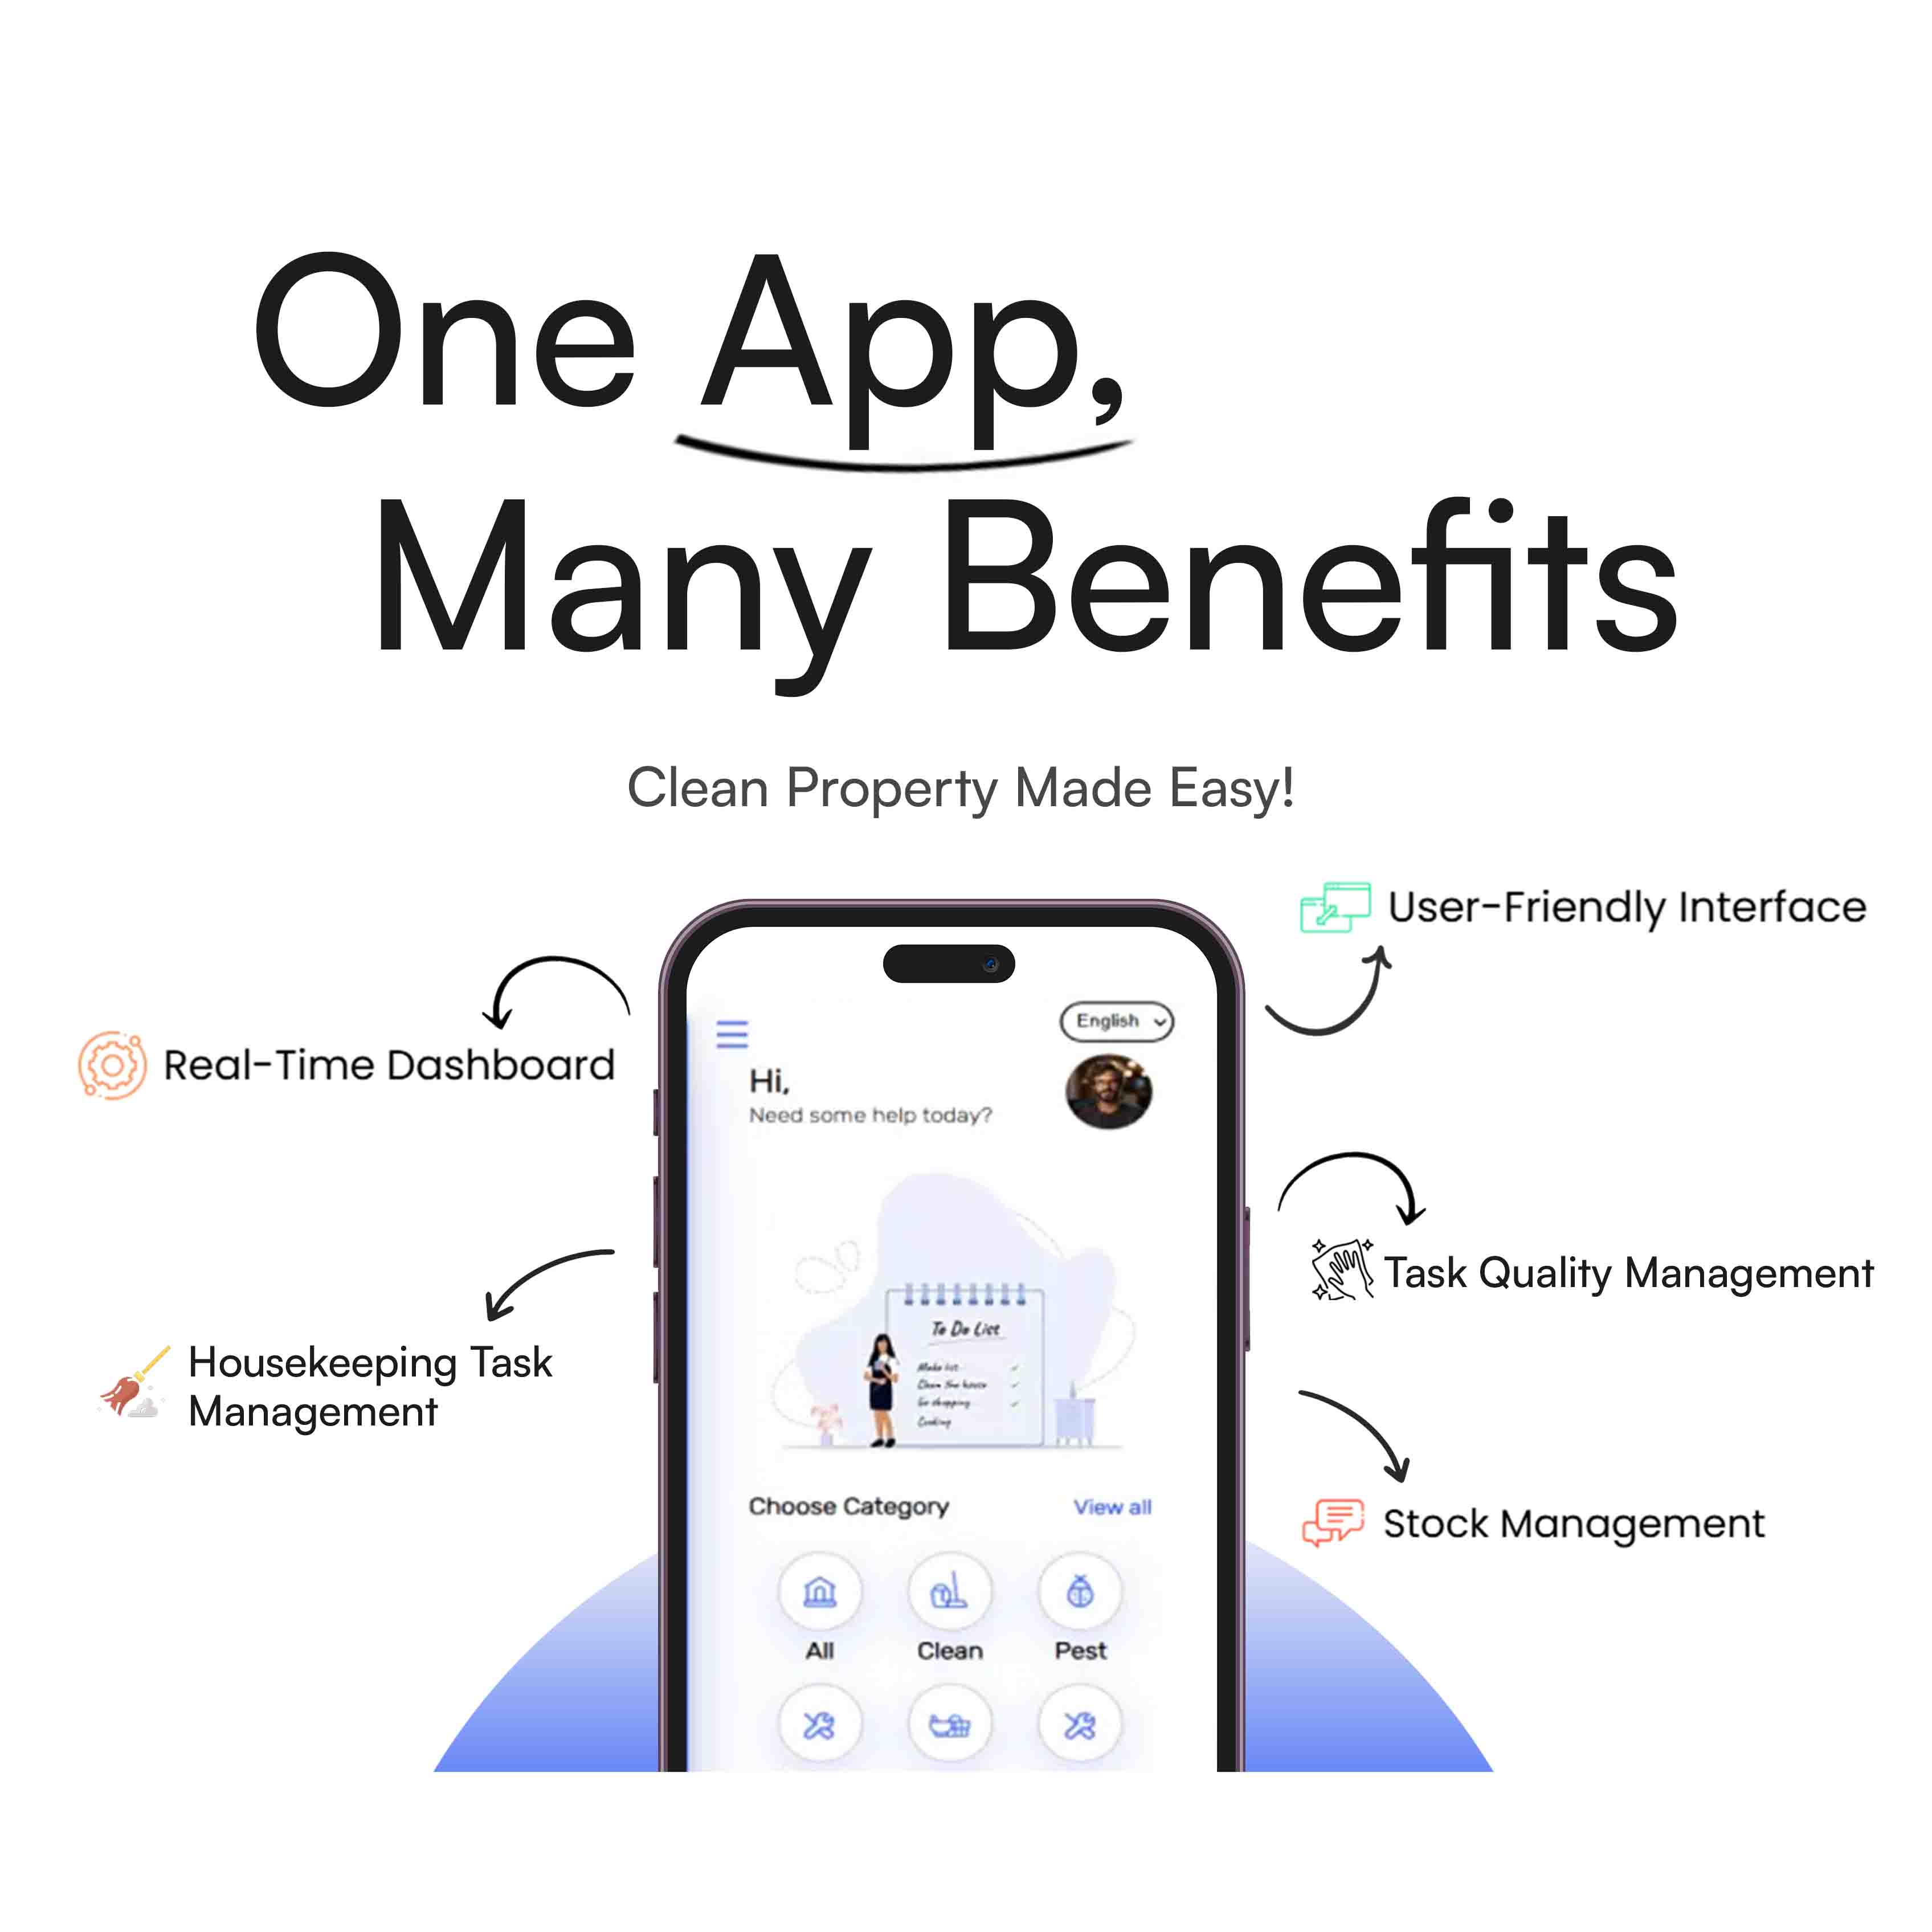 One App,
Many Benefits
Clean Property Made Easy!
User-Friendly Interface
Real-Time Dashboard
English
Hi,
Need some help today?
Task Quality Management
Housekeeping Task
Management
To Do List
Make list
Clean the house
Go shopping
Cooking
Stock Management
Choose Category
View all
All
Clean
Pest